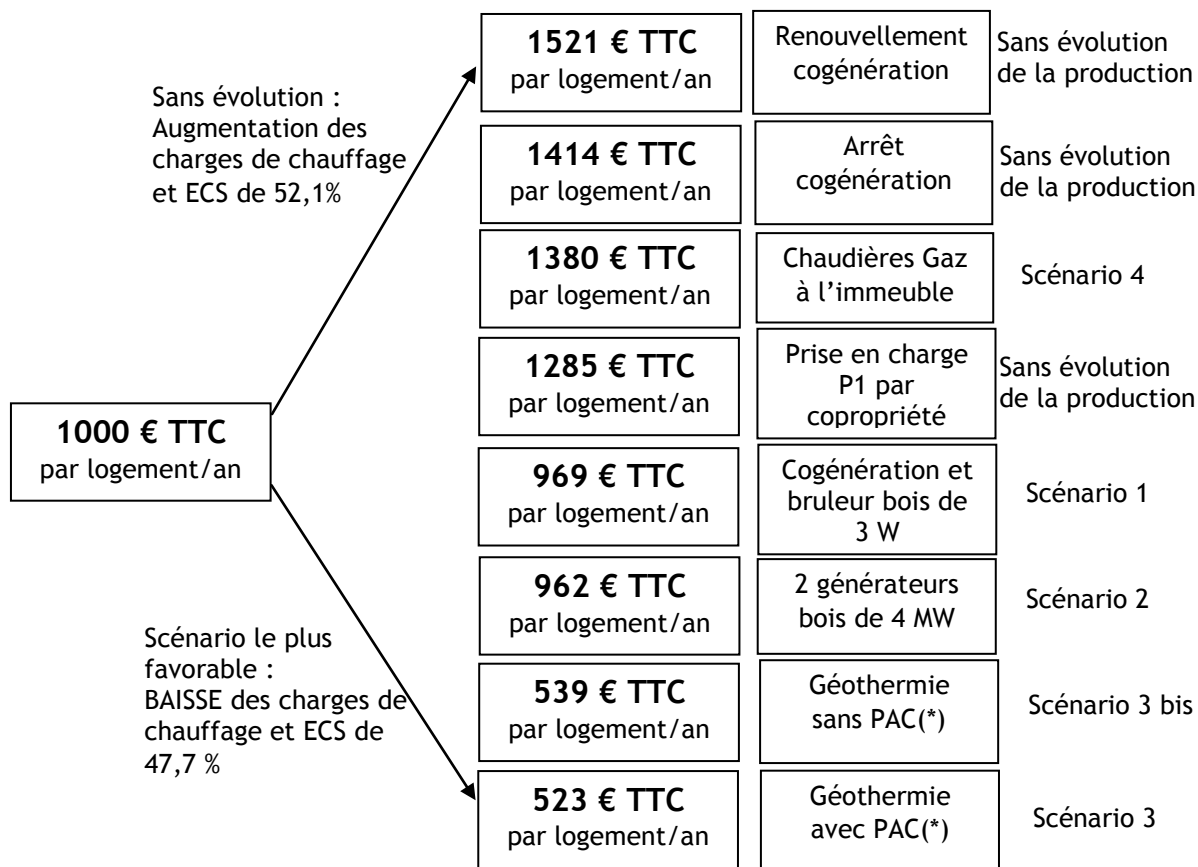 1521 € TTC
par logement/an
Renouvellement
cogénération
Sans évolution
de la production
Sans évolution :
Augmentation des
charges de chauffage
et ECS de 52,1%
1414 € TTC
par logement/an
Arrêt
cogénération
Sans évolution
de la production
1380 € TTC
par logement/an
Chaudières Gaz
à l’immeuble
Scénario 4
1285 € TTC
par logement/an
Prise en charge
P1 par
copropriété
Sans évolution
de la production
1000 € TTC
par logement/an
969 € TTC
par logement/an
Cogénération et
bruleur bois de
3 W
Scénario 1
962 € TTC
par logement/an
2 générateurs
bois de 4 MW
Scénario 2
Scénario le plus
favorable :
BAISSE des charges de
chauffage et ECS de
47,7 %
539 € TTC
par logement/an
Géothermie
sans PAC(*)
Scénario 3 bis
523 € TTC
par logement/an
Géothermie
avec PAC(*)
Scénario 3